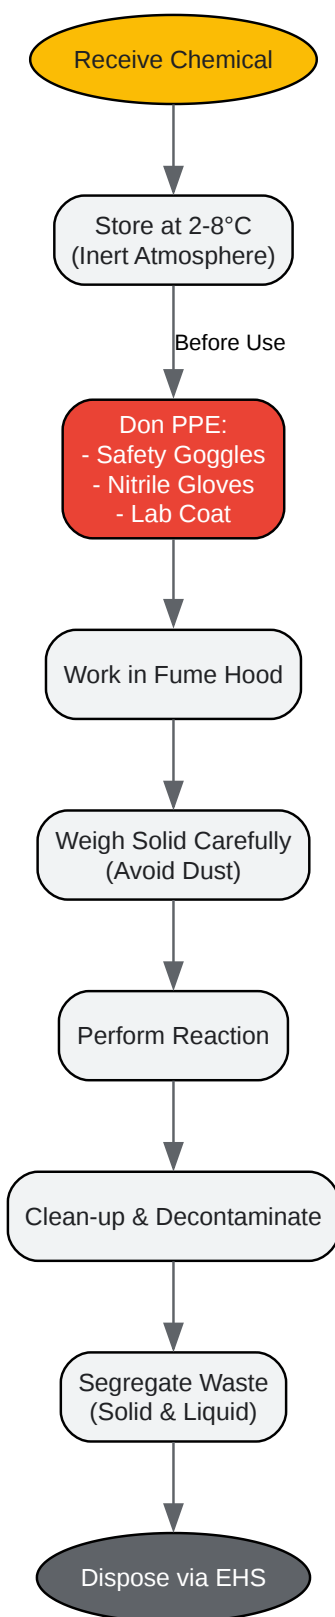 Receive Chemical
Store at 2-8°C
(Inert Atmosphere)
Before Use
Don PPE:
- Safety Goggles
- Nitrile Gloves
- Lab Coat
Work in Fume Hood
Weigh Solid Carefully
(Avoid Dust)
Perform Reaction
Clean-up & Decontaminate
Segregate Waste
(Solid & Liquid)
Dispose via EHS